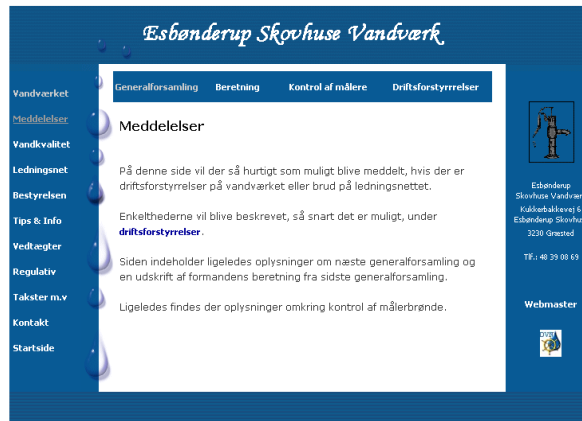 Esbønderup Skovhuse Vandværk
Vandværket
Meddelelser
Vandkvalitet
Ledningsnet
Bestyrelsen
Tips & Info
Vedtægter
Regulativ
Takster m.v
Kontakt
Startside
Generalforsamling Beretning Kontrol af målere Driftsforstyrrrelser
Meddelelser
På denne side vil der så hurtigt som muligt blive meddelt, hvis der er
driftsforstyrrelser på vandværket eller brud på ledningsnettet.
Enkelthederne vil blive beskrevet, så snart det er muligt, under
driftsforstyrrelser.
Siden indeholder ligeledes oplysninger om næste generalforsamling og
en udskrift af formandens beretning fra sidste generalforsamling.
Ligeledes findes der oplysninger omkring kontrol af målerbrønde.
Esbønderup
Skovhuse Vandvær
Kukkerbakkevej 6
Esbønderup Skovhu
3230 Græsted
Tlf.: 48 39 08 69
Webmaster